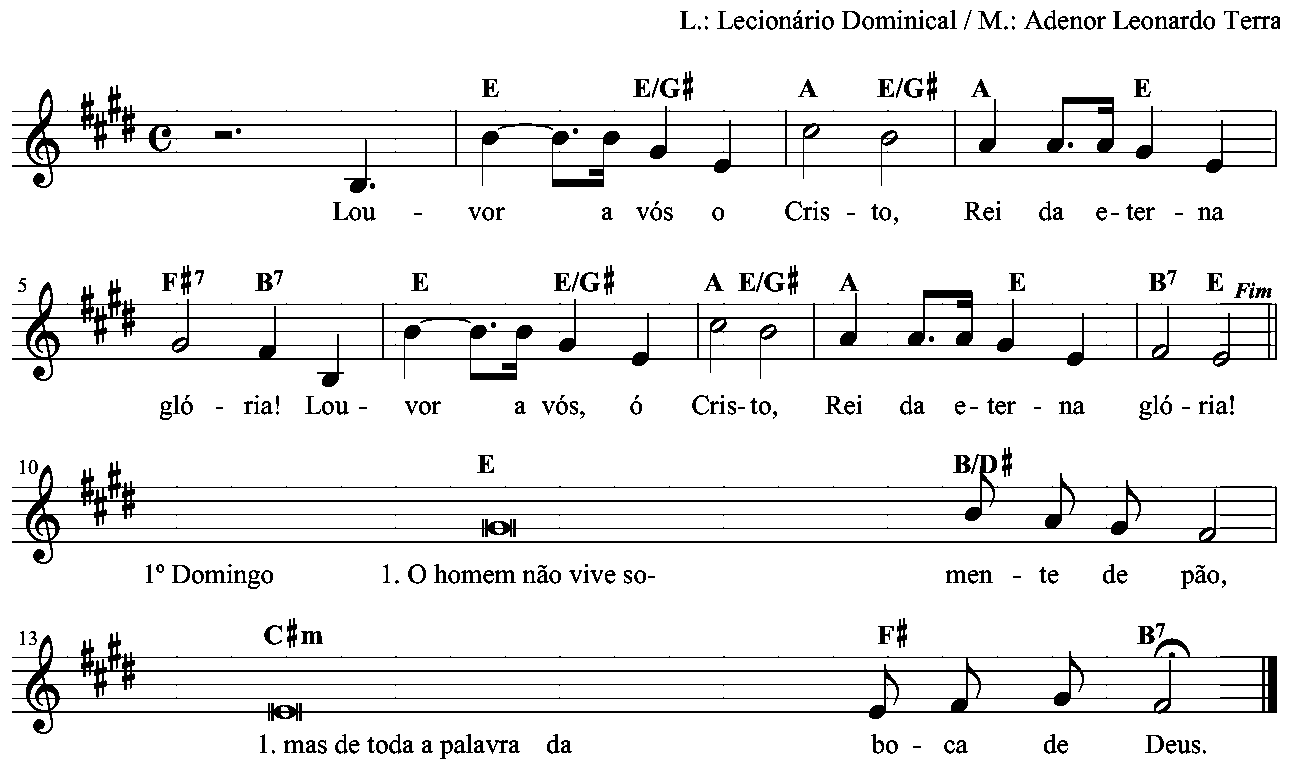 L.: Lecionário Dominical / M.: Adenor Leonardo Terra
E E/G♯ A E/G♯ A E
Lou - vor a vós o Cris - to, Rei da e - ter - na
5 F♯7 B7 E E/G♯ A E/G♯ A E B7 E Fim
gló - ria! Lou - vor a vós, ó Cris - to, Rei da e - ter - na gló - ria!
10 E B/D♯
1º Domingo 1. O homem não vive so- men - te de pão,
13 C♯m F♯ B7
1. mas de toda a palavra da bo - ca de Deus.